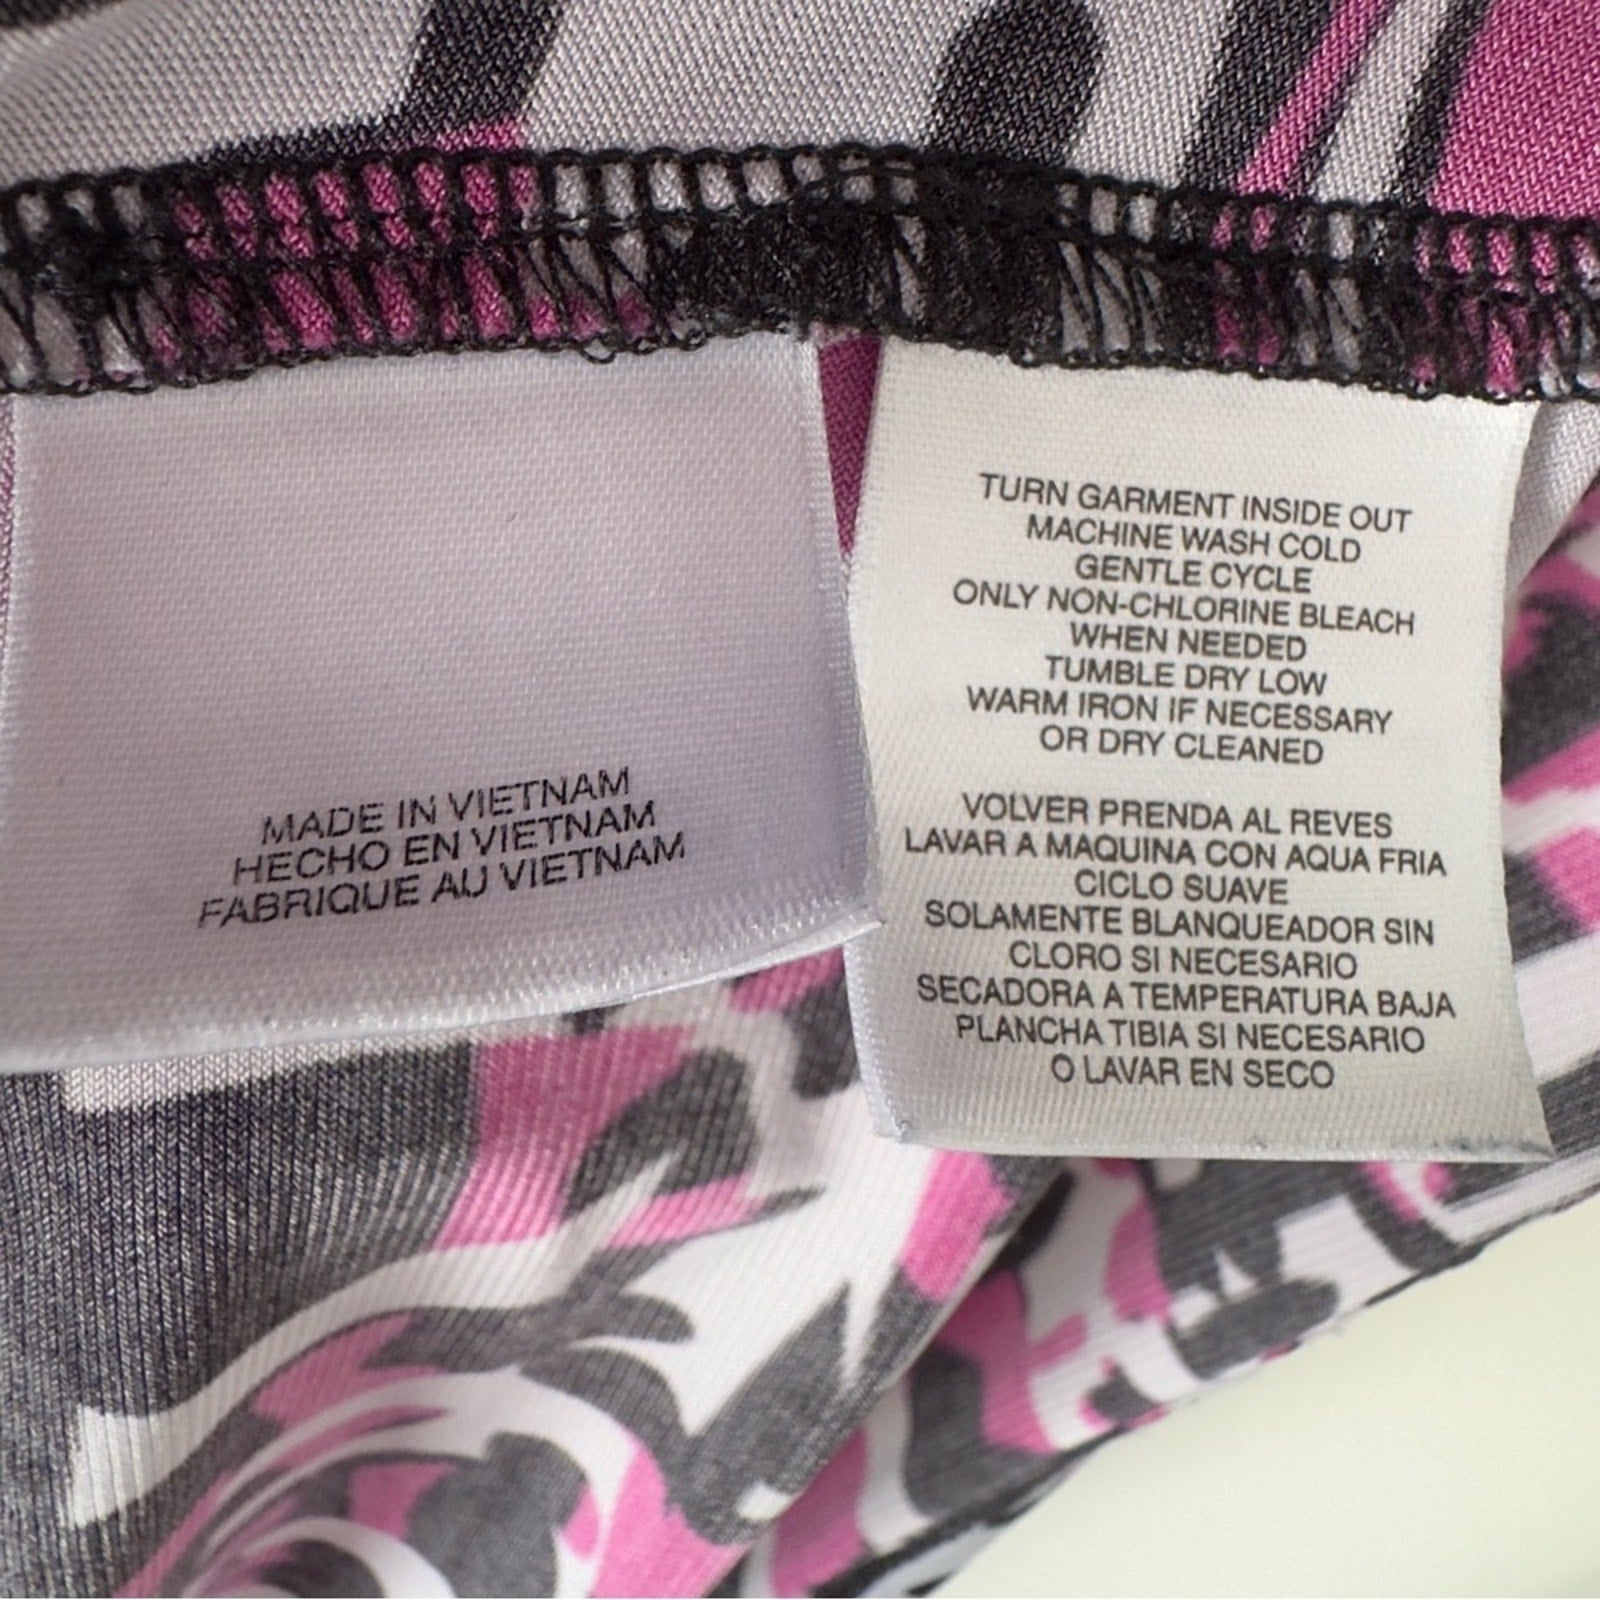 MADE IN VIETNAM
HECHO EN VIETNAM
FABRIQUE AU VIETNAM
TURN GARMENT INSIDE OUT
MACHINE WASH COLD
GENTLE CYCLE
ONLY NON-CHLORINE BLEACH
WHEN NEEDED
TUMBLE DRY LOW
WARM IRON IF NECESSARY
OR DRY CLEANED
VOLVER PRENDA AL REVES
LAVAR A MAQUINA CON AQUA FRIA
CICLO SUAVE
SOLAMENTE BLANQUEADOR SIN
CLORO SI NECESARIO
SECADORA A TEMPERATURA BAJA
PLANCHA TIBIA SI NECESARIO
O LAVAR EN SECO